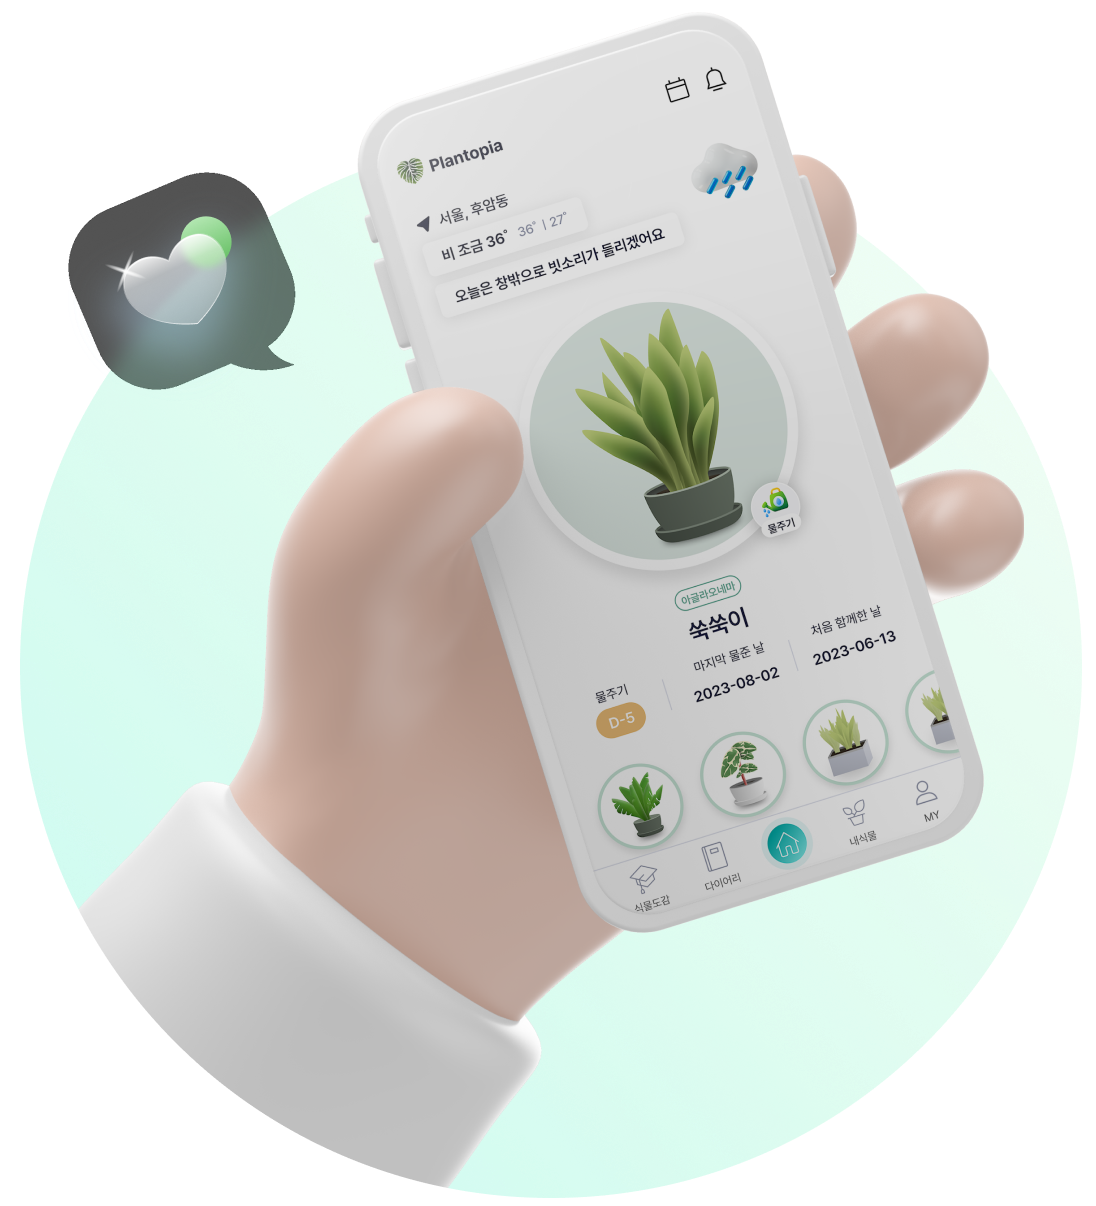 Plantopia
서울, 후암동
비 조금 36° 36° | 27°
오늘은 창밖으로 빗소리가 들리겠어요
물주기
아글라오네마
쑥쑥이
물주기
D-5
마지막 물준 날
2023-08-02
처음 함께한 날
2023-06-13
식물도감
다이어리
내식물
MY